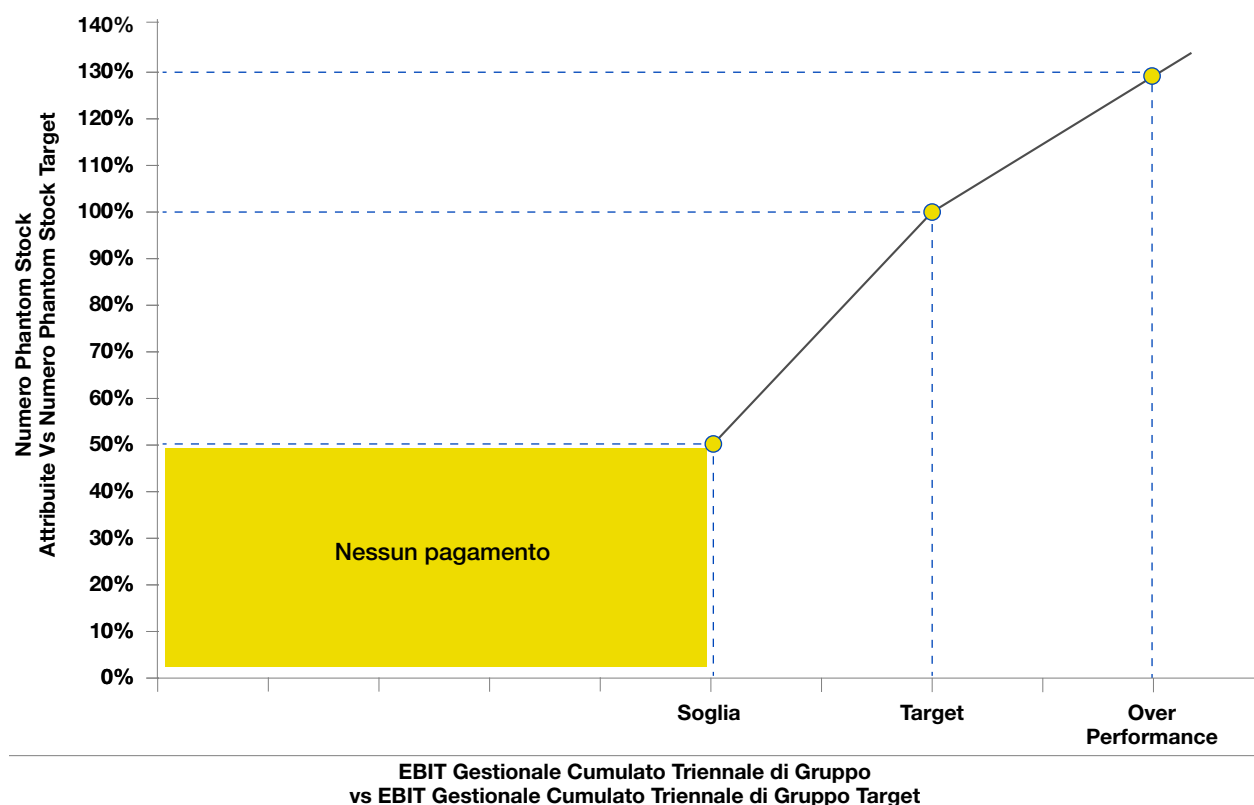 140%
130%
120%
110%
100%
90%
80%
70%
60%
50%
40%
30%
20%
10%
0%
Numero Phantom Stock
Attribuite Vs Numero Phantom Stock Target
Nessun pagamento
Soglia
Target
Over
Performance
EBIT Gestionale Cumulato Triennale di Gruppo
vs EBIT Gestionale Cumulato Triennale di Gruppo Target